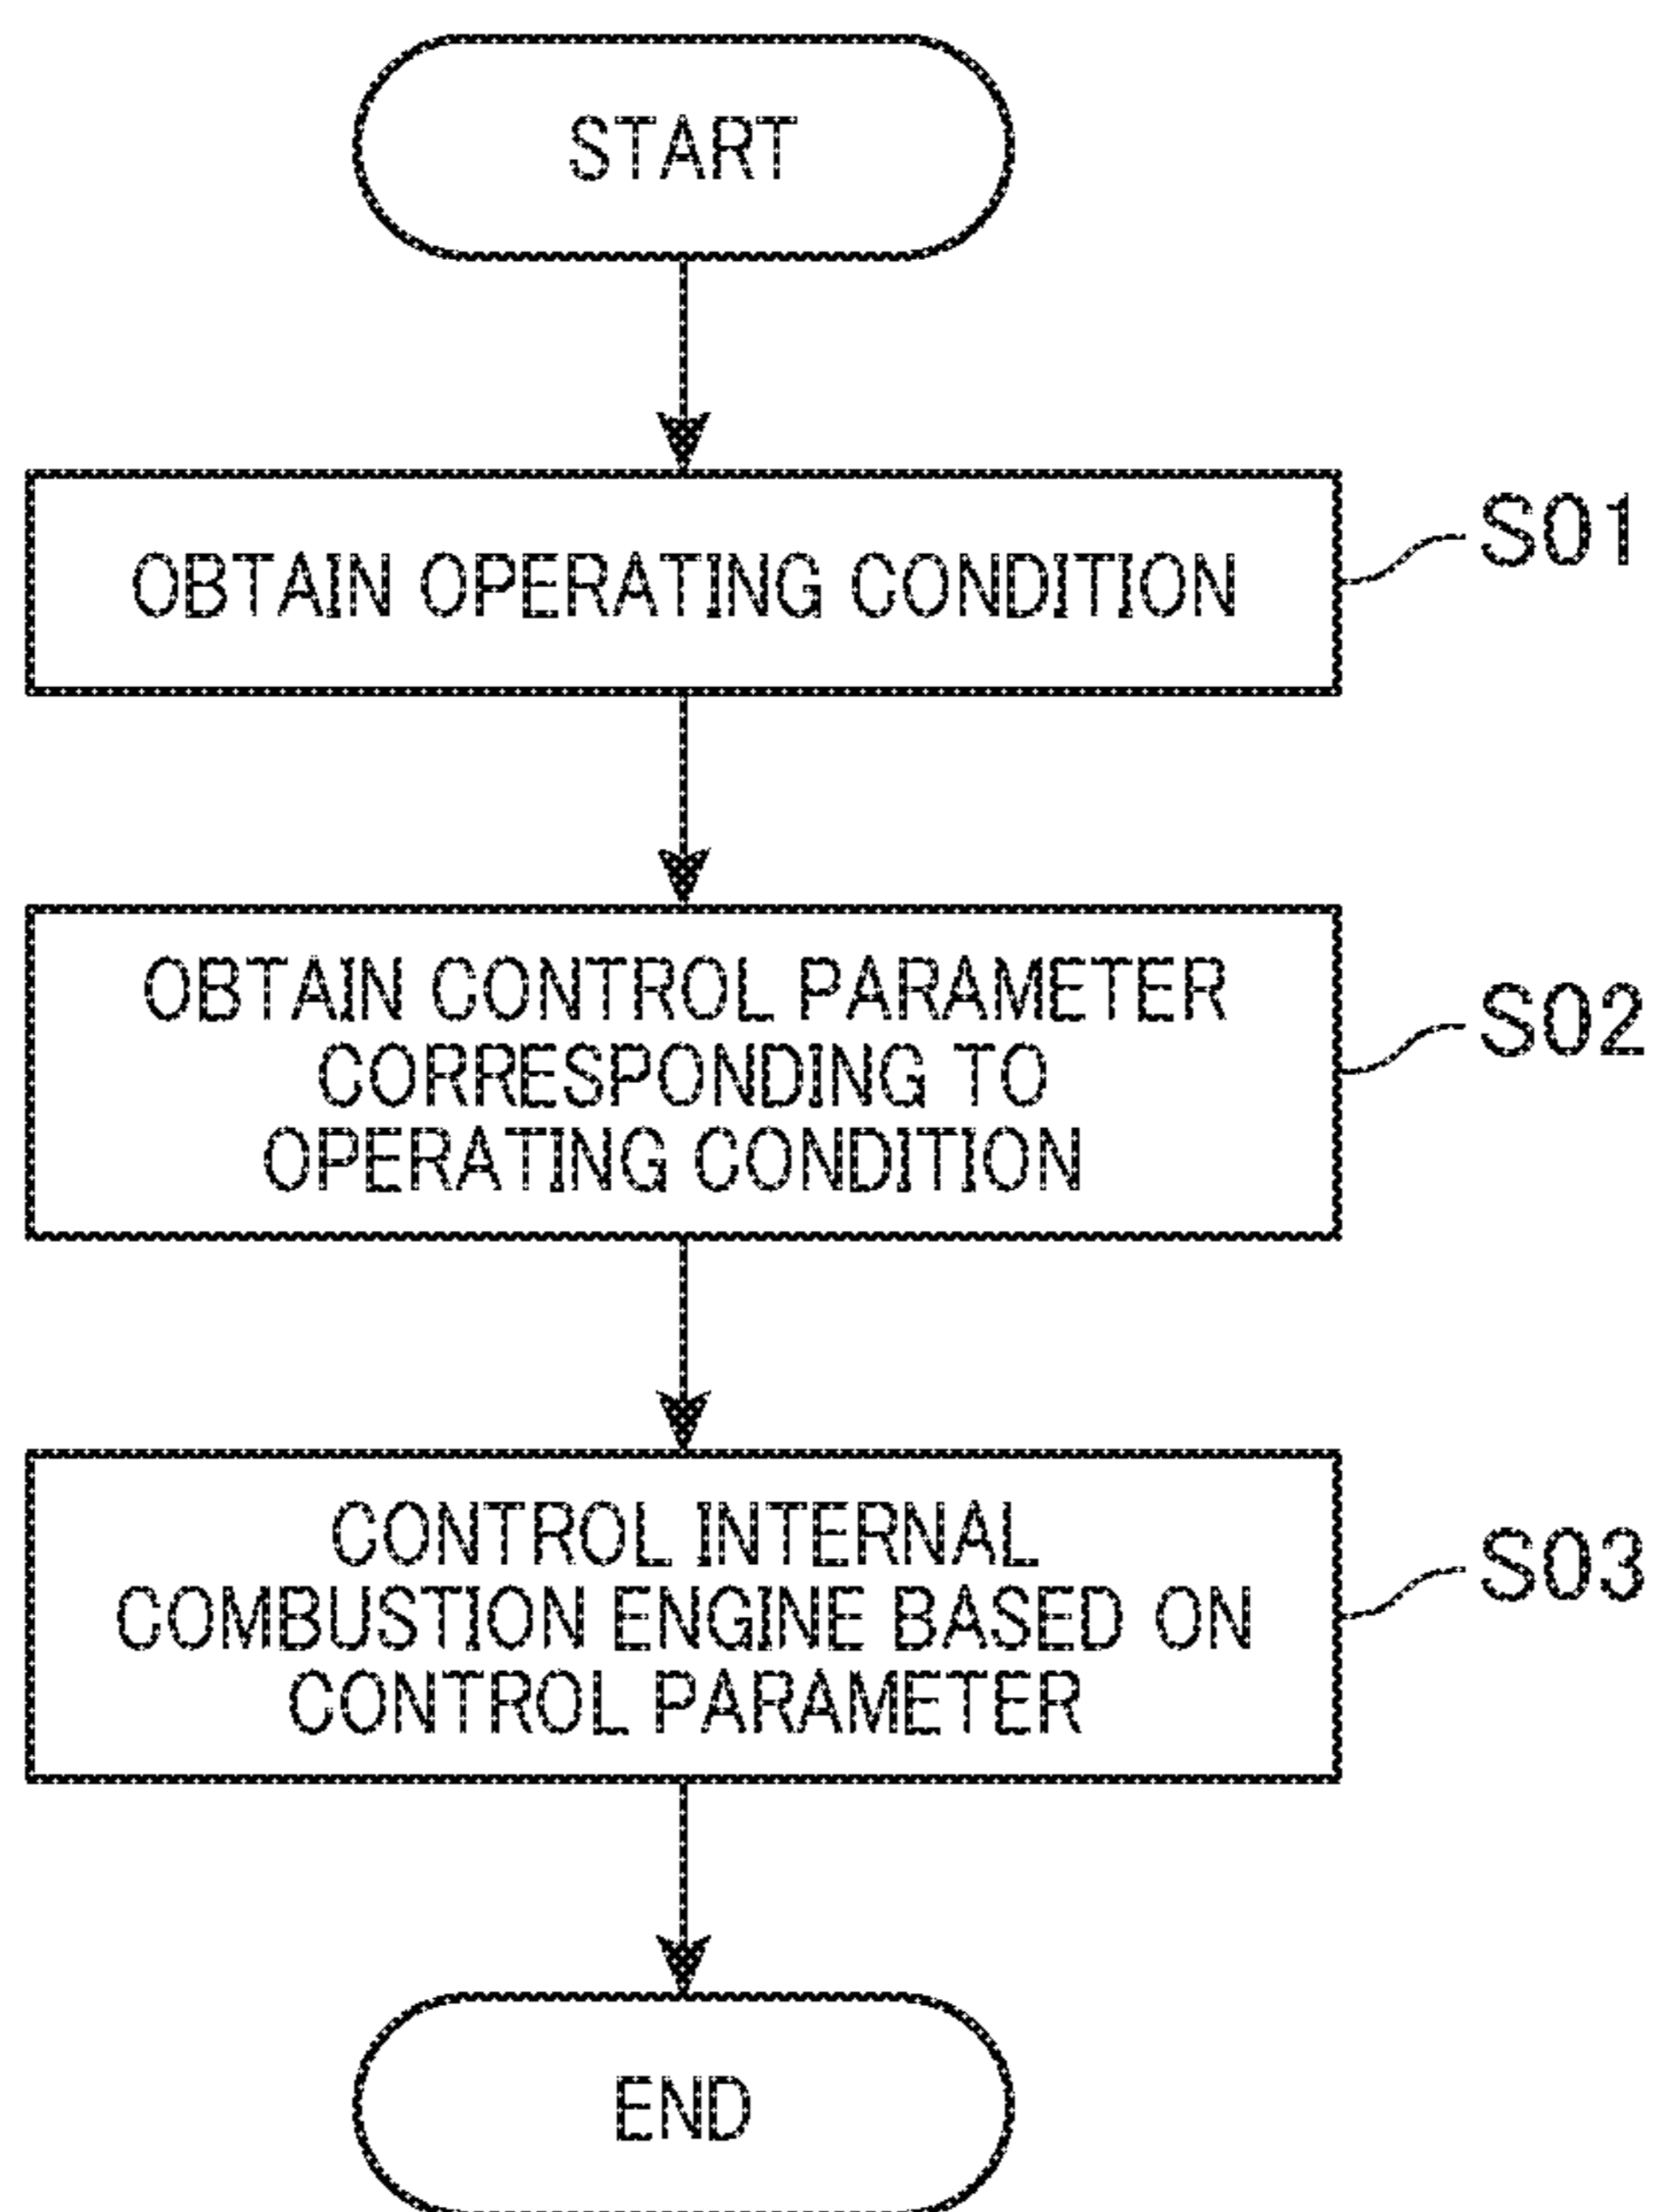 START
OBTAIN OPERATING CONDITION
S01
OBTAIN CONTROL PARAMETER
CORRESPONDING TO
OPERATING CONDITION
S02
CONTROL INTERNAL
COMBUSTION ENGINE BASED ON
CONTROL PARAMETER
S03
END